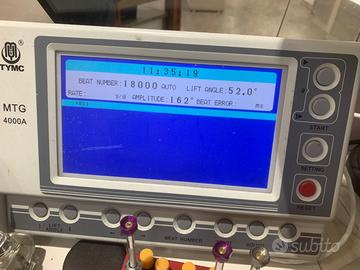 11:35:19
TYMC
BEAT NUMBER:18000 AUTO LIFT ANGLE:52.0°
RATE: s/d AMPLITUDE:162° BEAT ERROR: ms
MTG
4000A
START
SETTING
RESET
LIFT
BEAT NUMBER
subito